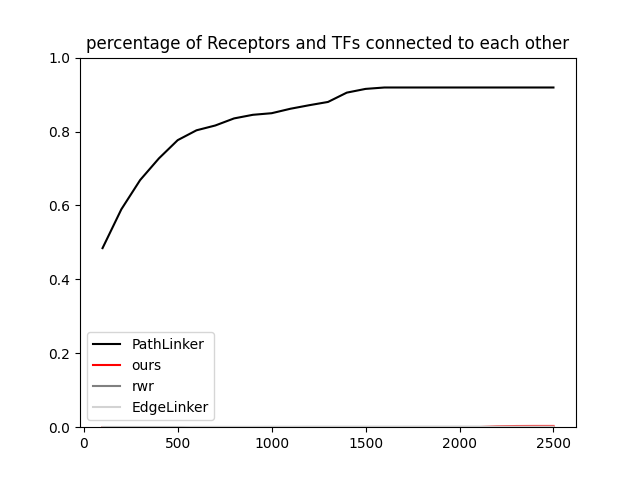 percentage of Receptors and TFs connected to each other
1.0
0.8
0.6
0.4
0.2
0.0
PathLinker
ours
rwr
EdgeLinker
0 500 1000 1500 2000 2500